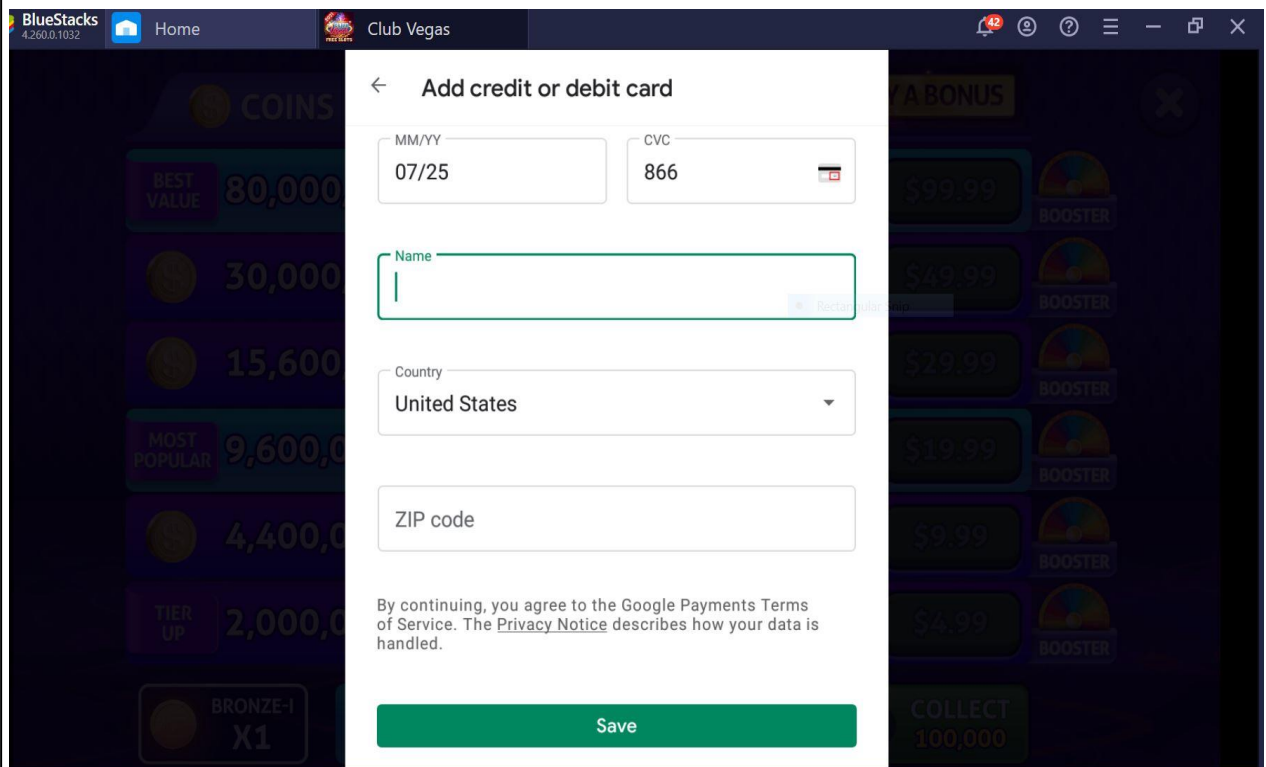 BlueStacks
4.260.0.1032
Home
Club Vegas
42
Add credit or debit card
MM/YY
07/25
CVC
866
Name
Rectangular Snip
Country
United States
ZIP code
By continuing, you agree to the Google Payments Terms
of Service. The Privacy Notice describes how your data is
handled.
Save
COINS
Y A BONUS
BEST
VALUE
80,000
$99.99
BOOSTER
30,000
$49.99
BOOSTER
15,600
$29.99
BOOSTER
MOST
POPULAR
9,600,0
$19.99
BOOSTER
4,400,0
$9.99
BOOSTER
TIER
UP
2,000,0
$4.99
BOOSTER
BRONZE-I
X1
COLLECT
100,000